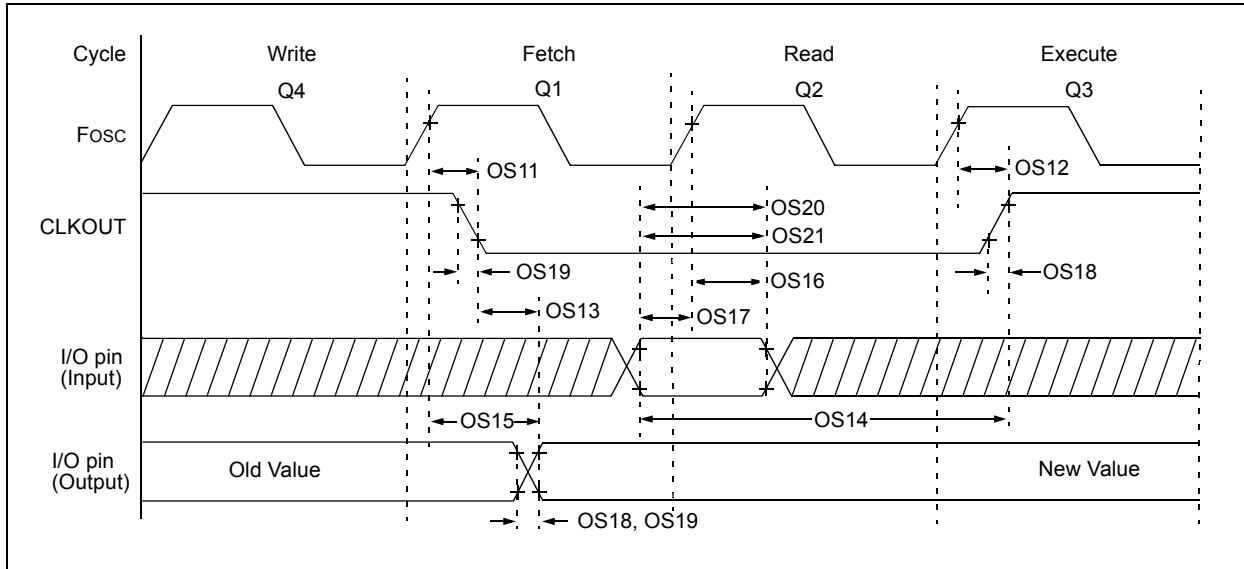 Cycle Write Fetch Read Execute
Q4 Q1 Q2 Q3
FOSC
OS11 OS12
OS20
CLKOUT
OS21
OS19 OS16 OS18
OS13 OS17
I/O pin
(Input)
OS15 OS14
I/O pin
(Output)
Old Value New Value
OS18, OS19